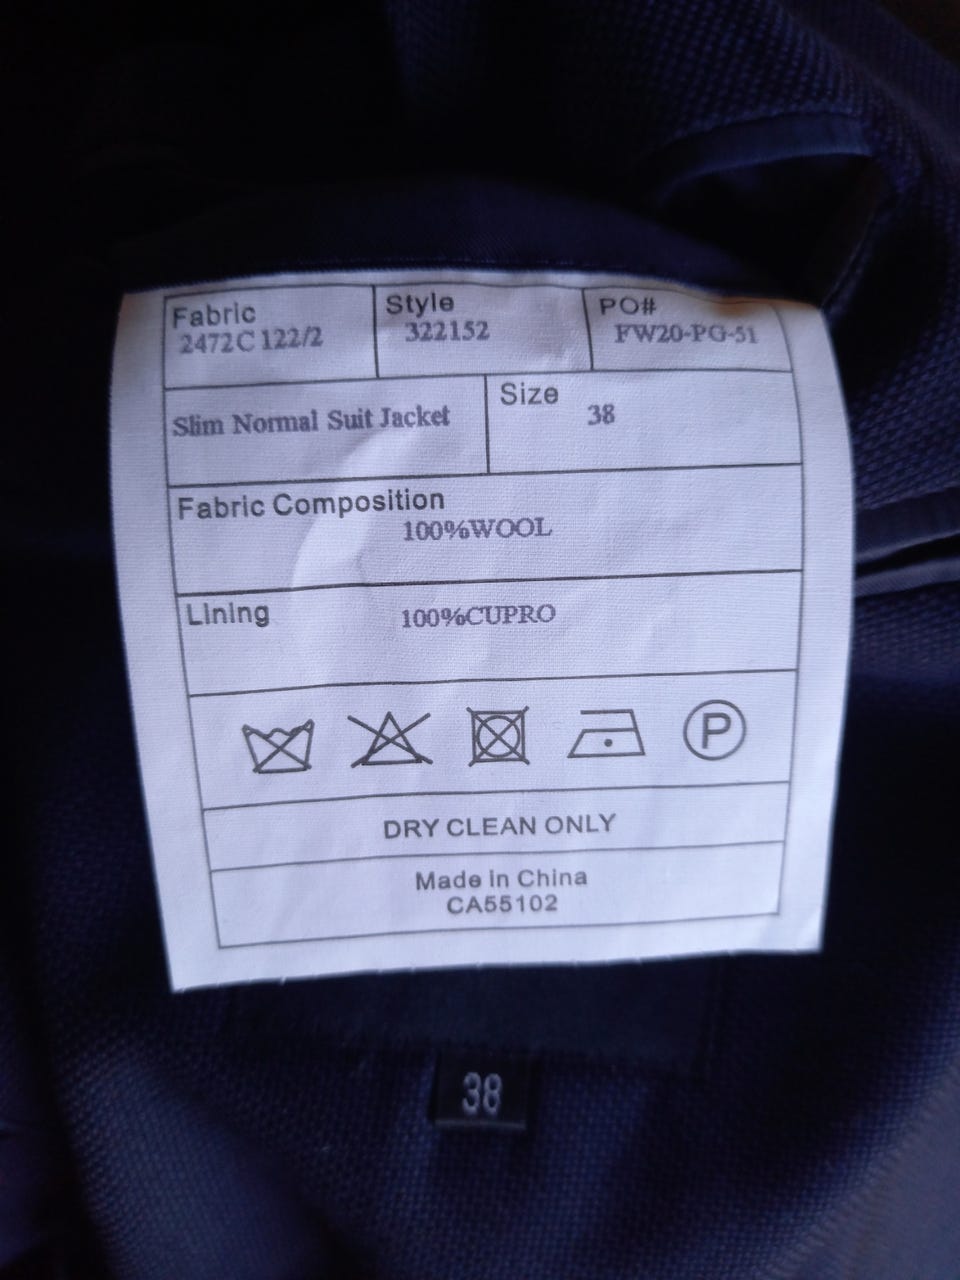 Fabric
2472C 122/2
Style
322152
PO#
FW20-PG-51
Slim Normal Suit Jacket
Size
38
Fabric Composition
100%WOOL
Lining
100%CUPRO
P
DRY CLEAN ONLY
Made in China
CA55102
38